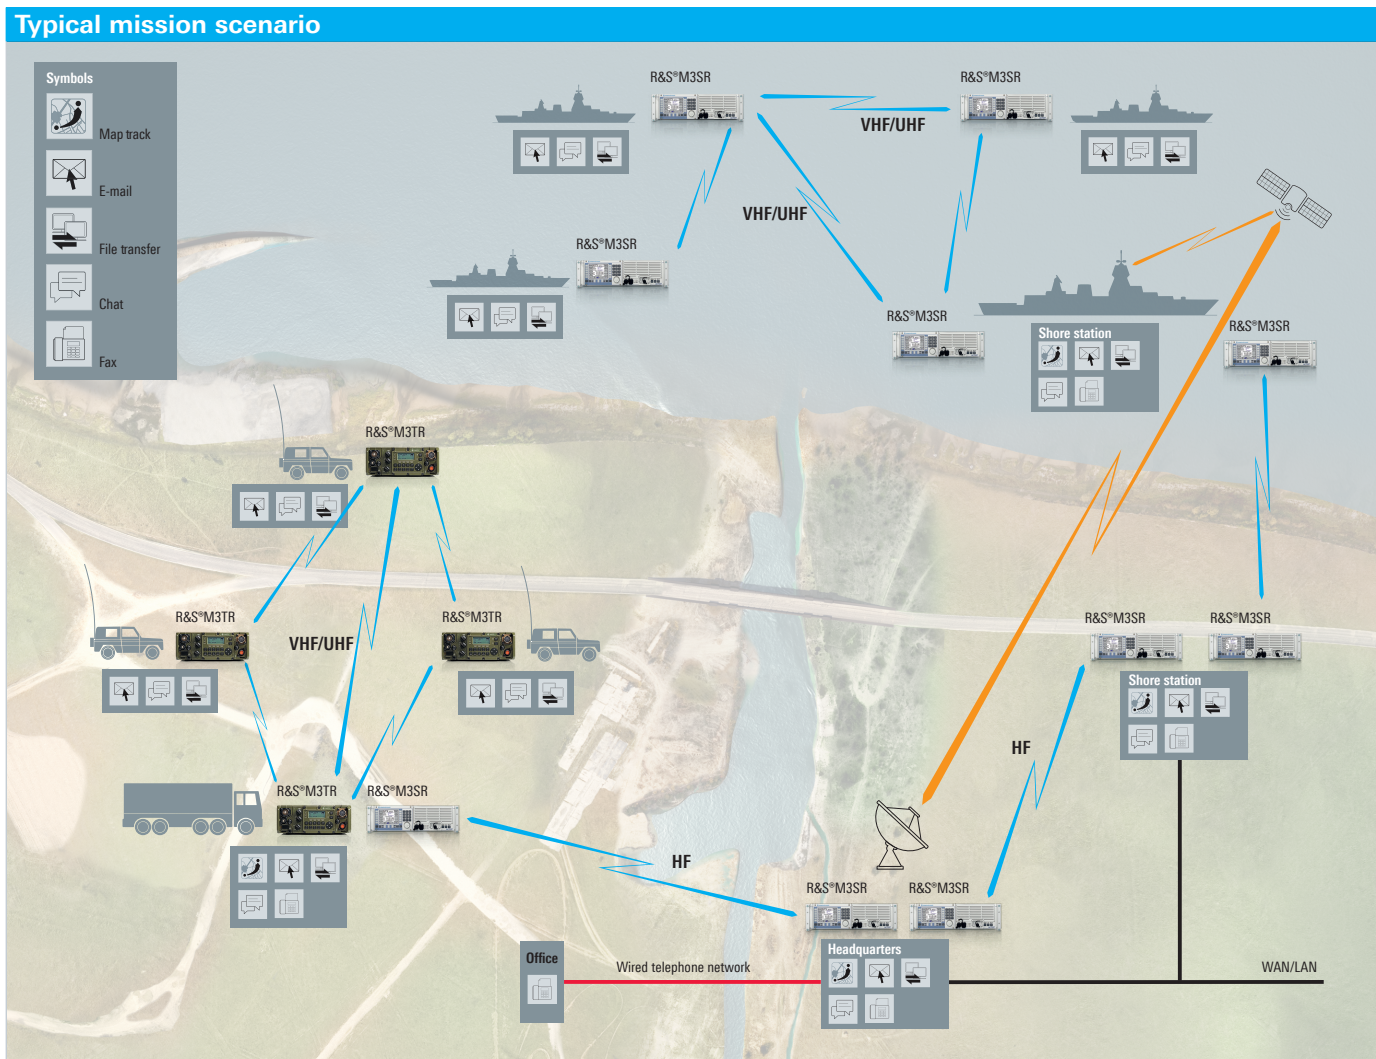 Typical mission scenario
Symbols
Map track
E-mail
File transfer
Chat
Fax
R&S®M3SR
R&S®M3SR
VHF/UHF
VHF/UHF
R&S®M3SR
R&S®M3SR
Shore station
R&S®M3SR
R&S®M3TR
R&S®M3TR
VHF/UHF
R&S®M3TR
R&S®M3SR
R&S®M3SR
Shore station
HF
R&S®M3TR
R&S®M3SR
HF
R&S®M3SR
R&S®M3SR
Office
Wired telephone network
Headquarters
WAN/LAN